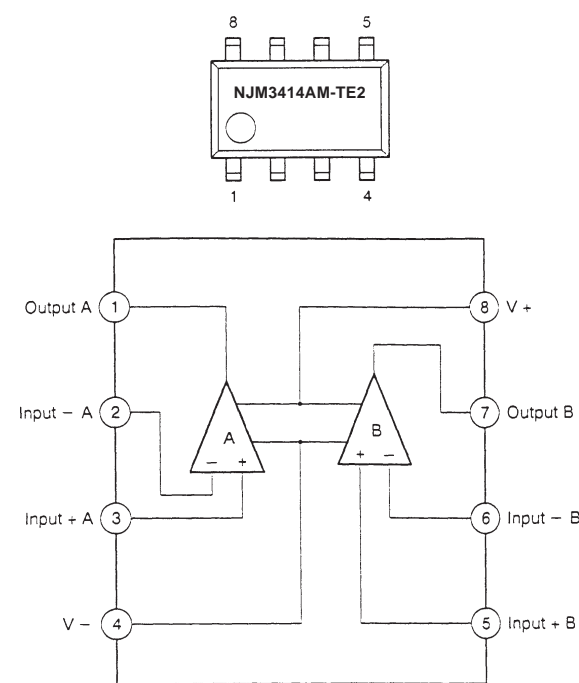 8 5
NJM3414AM-TE2
1 4
Output A 1 8 V +
Input − A 2 7 Output B
A B
− + + −
Input + A 3 6 Input − B
V − 4 5 Input + B